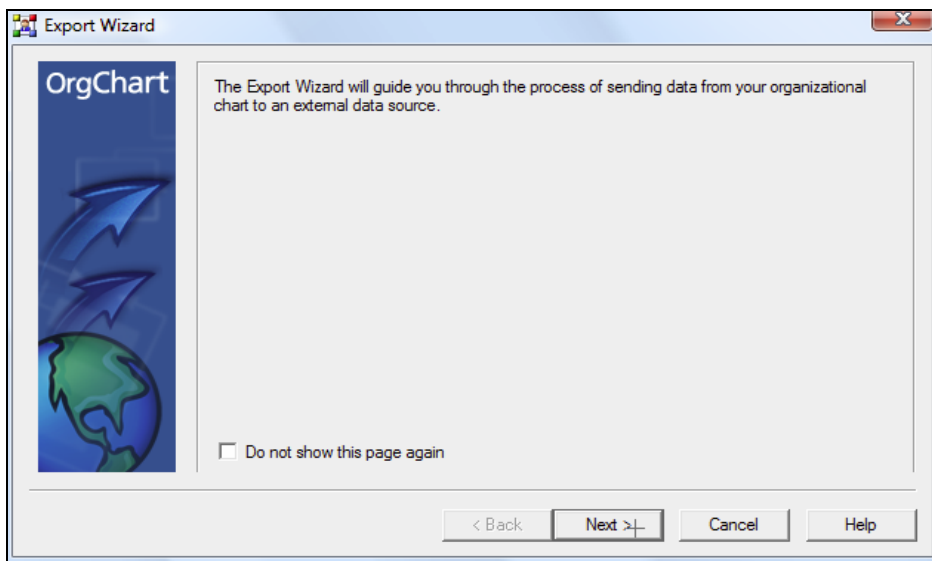 Export Wizard
OrgChart
The Export Wizard will guide you through the process of sending data from your organizational
chart to an external data source.
Do not show this page again
< Back Next > Cancel Help